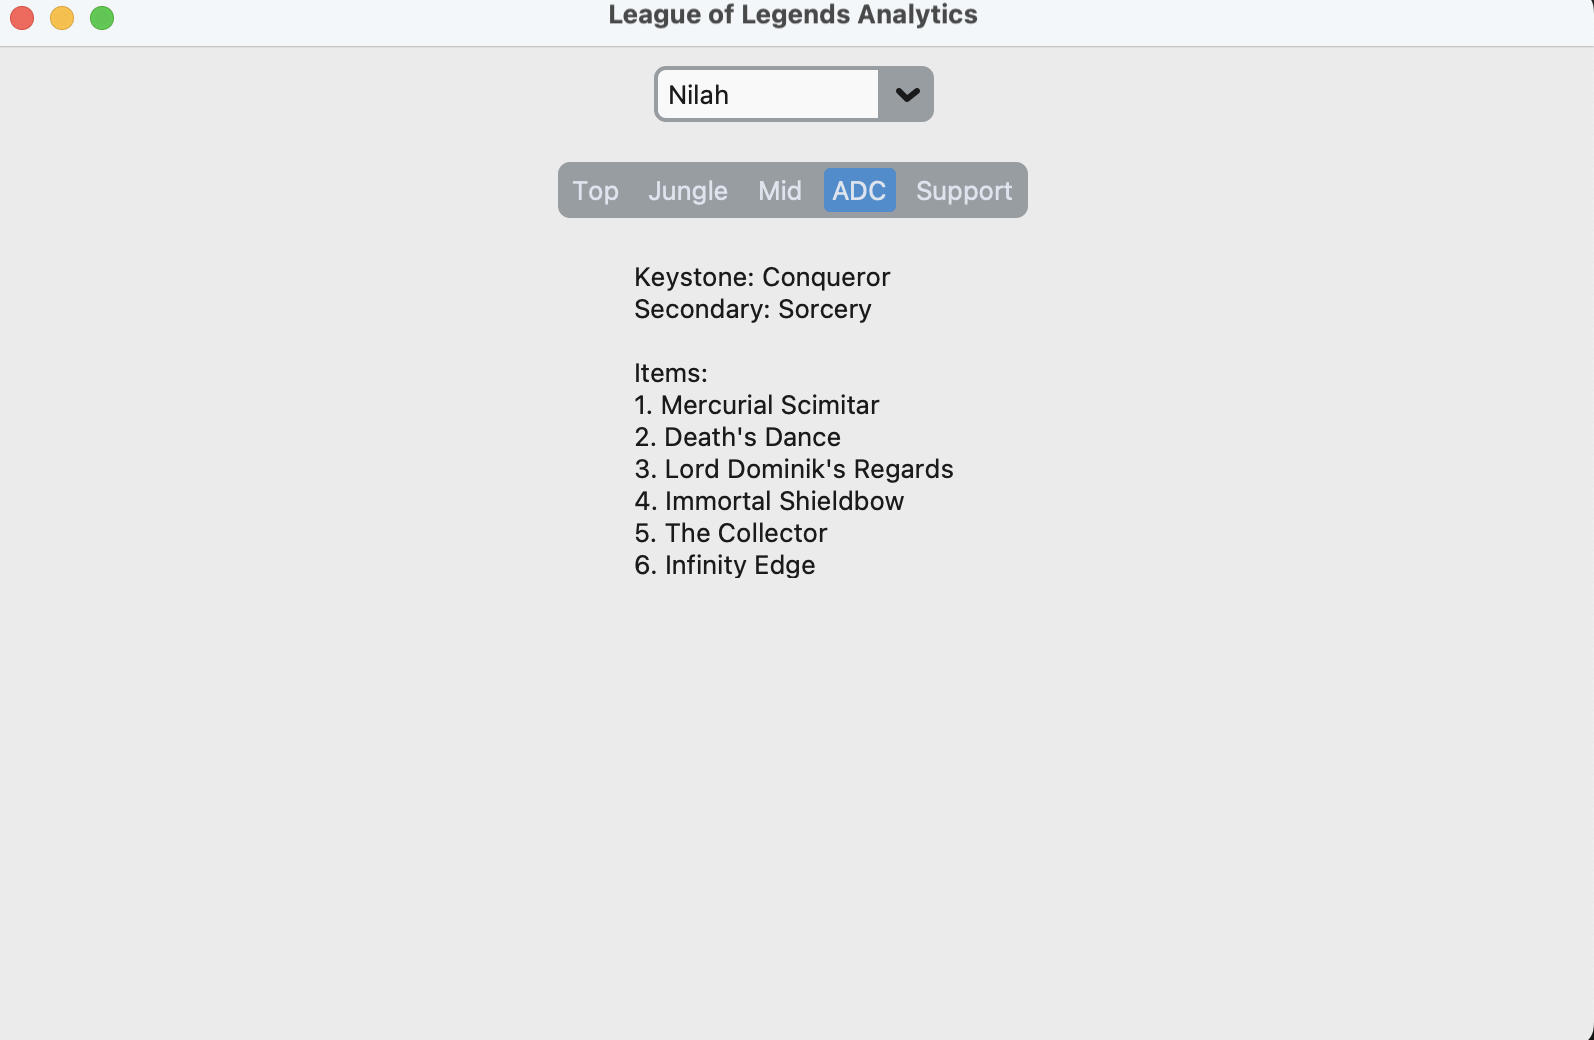 League of Legends Analytics
Nilah
Top Jungle Mid ADC Support
Keystone: Conqueror
Secondary: Sorcery
Items:
1. Mercurial Scimitar
2. Death's Dance
3. Lord Dominik's Regards
4. Immortal Shieldbow
5. The Collector
6. Infinity Edge